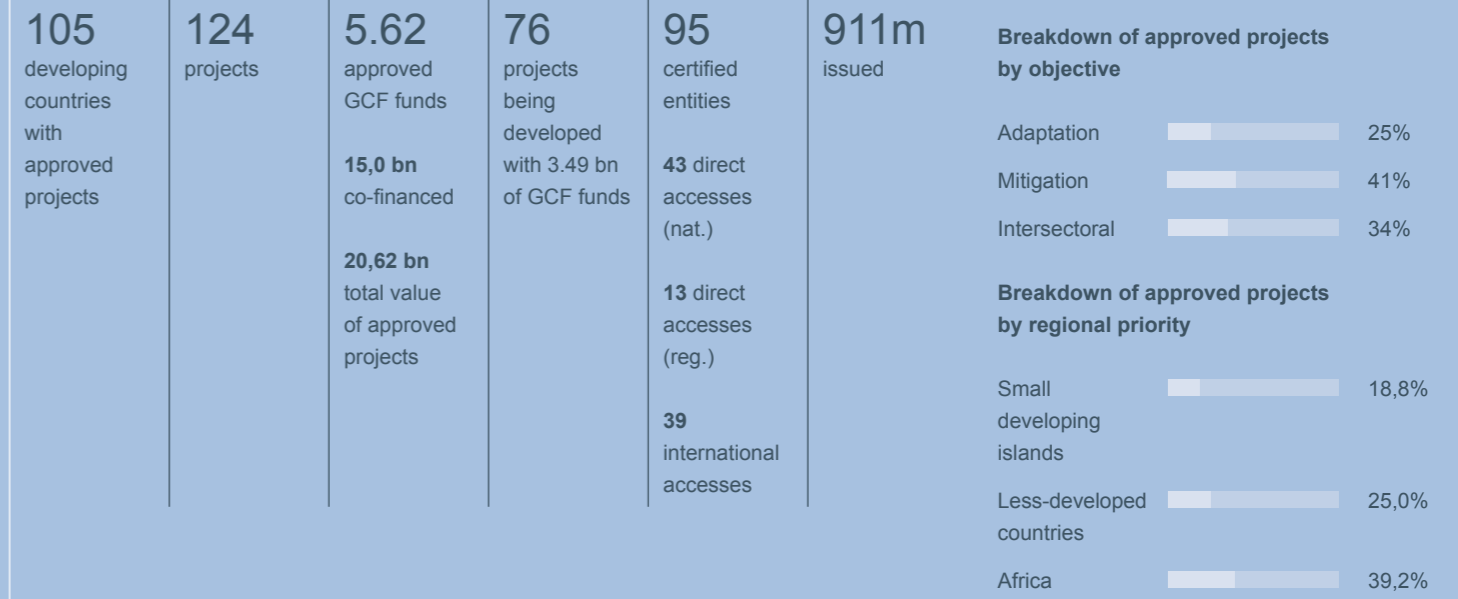 105
developing
countries
with
approved
projects
124
projects
5.62
approved
GCF funds
15,0 bn
co-financed
20,62 bn
total value
of approved
projects
76
projects
being
developed
with 3.49 bn
of GCF funds
95
certified
entities
43 direct
accesses
(nat.)
13 direct
accesses
(reg.)
39
international
accesses
911m
issued
Breakdown of approved projects
by objective
Adaptation 25%
Mitigation 41%
Intersectoral 34%
Breakdown of approved projects
by regional priority
Small 18,8%
developing
islands
Less-developed 25,0%
countries
Africa 39,2%